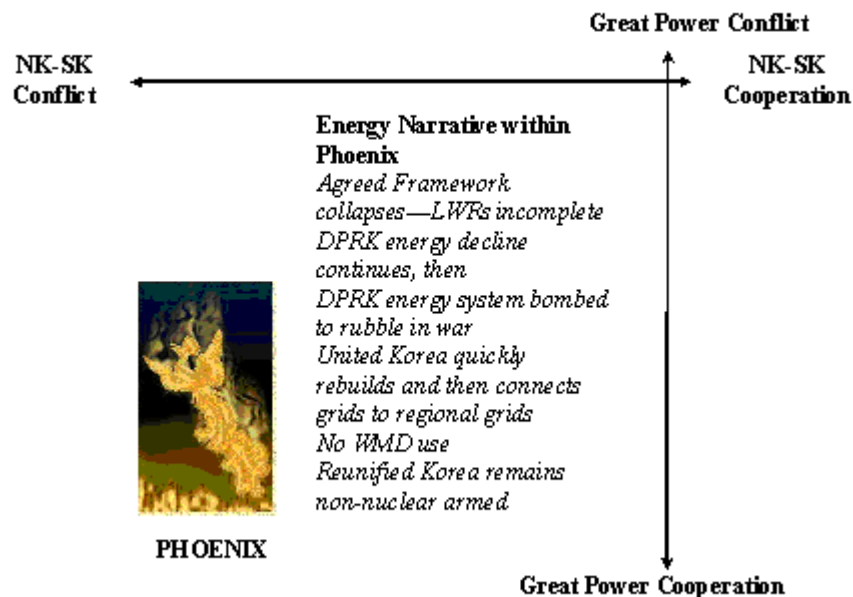 Great Power Conflict
NK-SK
Conflict
NK-SK
Cooperation
Energy Narrative within
Phoenix
Agreed Framework
collapses—LWRs incomplete
DPRK energy decline
continues, then
DPRK energy system bombed
to rubble in war
United Korea quickly
rebuilds and then connects
grids to regional grids
No WMD use
Reunified Korea remains
non-nuclear armed
PHOENIX
Great Power Cooperation